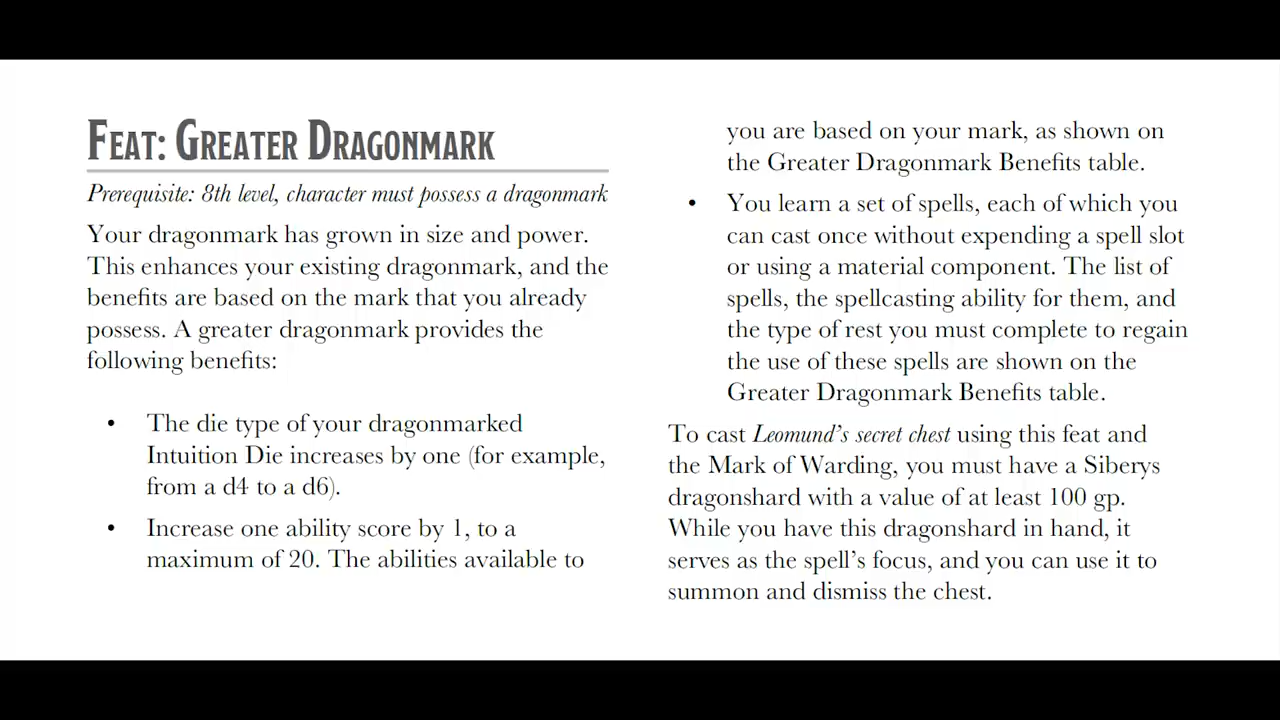 FEAT: GREATER DRAGONMARK
Prerequisite: 8th level, character must possess a dragonmark
Your dragonmark has grown in size and power.
This enhances your existing dragonmark, and the
benefits are based on the mark that you already
possess. A greater dragonmark provides the
following benefits:
• The die type of your dragonmarked
Intuition Die increases by one (for example,
from a d4 to a d6).
• Increase one ability score by 1, to a
maximum of 20. The abilities available to
you are based on your mark, as shown on
the Greater Dragonmark Benefits table.
• You learn a set of spells, each of which you
can cast once without expending a spell slot
or using a material component. The list of
spells, the spellcasting ability for them, and
the type of rest you must complete to regain
the use of these spells are shown on the
Greater Dragonmark Benefits table.
To cast Leomund’s secret chest using this feat and
the Mark of Warding, you must have a Siberys
dragonshard with a value of at least 100 gp.
While you have this dragonshard in hand, it
serves as the spell’s focus, and you can use it to
summon and dismiss the chest.